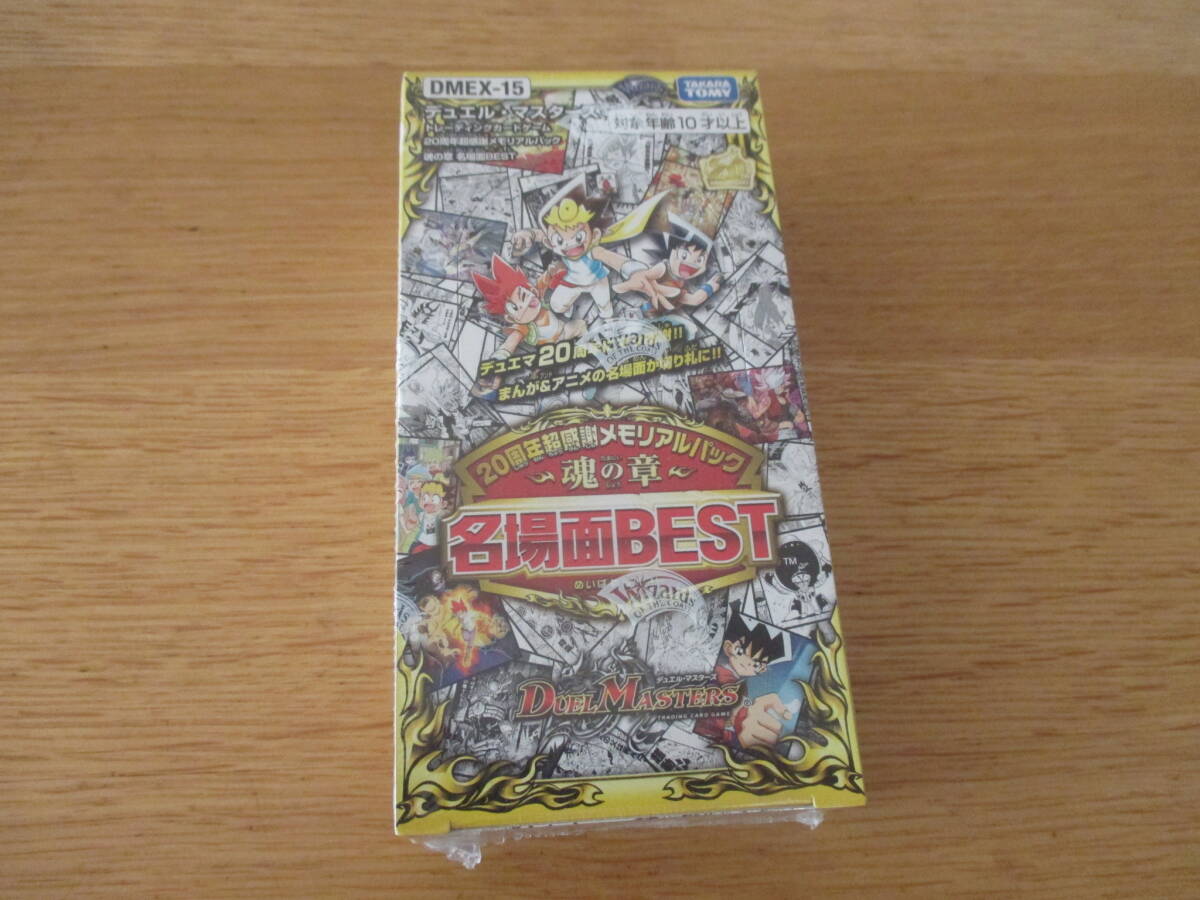 DMEX-15
TAKARA TOMY
デュエル・マスターズ
対象年齢10才以上
トレーディングカードゲーム
20周年超感謝メモリアルパック
魂の章 名場面BEST
デュエマ20周年
まんが&アニメの名場面が切り札に!!
20周年超感謝メモリアルパック
魂の章
名場面BEST
TM
Wizards
OF THE COAST
デュエル・マスターズ
DUEL MASTERS
TRADING CARD GAME